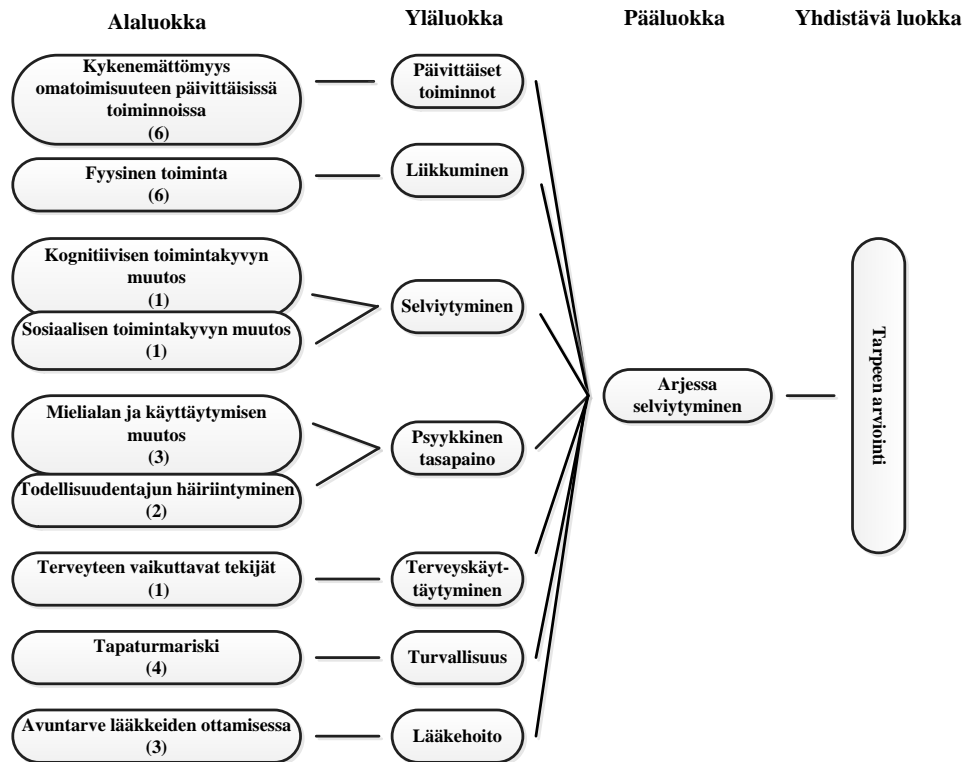 Alaluokka
Yläluokka
Pääluokka
Yhdistävä luokka
Kykenemättömyys
omatoimisuuteen päivittäisissä
toiminnoissa
(6)
Päivittäiset
toiminnot
Fyysinen toiminta
(6)
Liikkuminen
Kognitiivisen toimintakyvyn
muutos
(1)
Sosiaalisen toimintakyvyn muutos
(1)
Selviytyminen
Mielialan ja käyttäytymisen
muutos
(3)
Todellisuudentajun häiriintyminen
(2)
Psyykkinen
tasapaino
Terveyteen vaikuttavat tekijät
(1)
Terveyskäyt-
täytyminen
Tapaturmariski
(4)
Turvallisuus
Avuntarve lääkkeiden ottamisessa
(3)
Lääkehoito
Arjessa
selviytyminen
Tarpeen arviointi